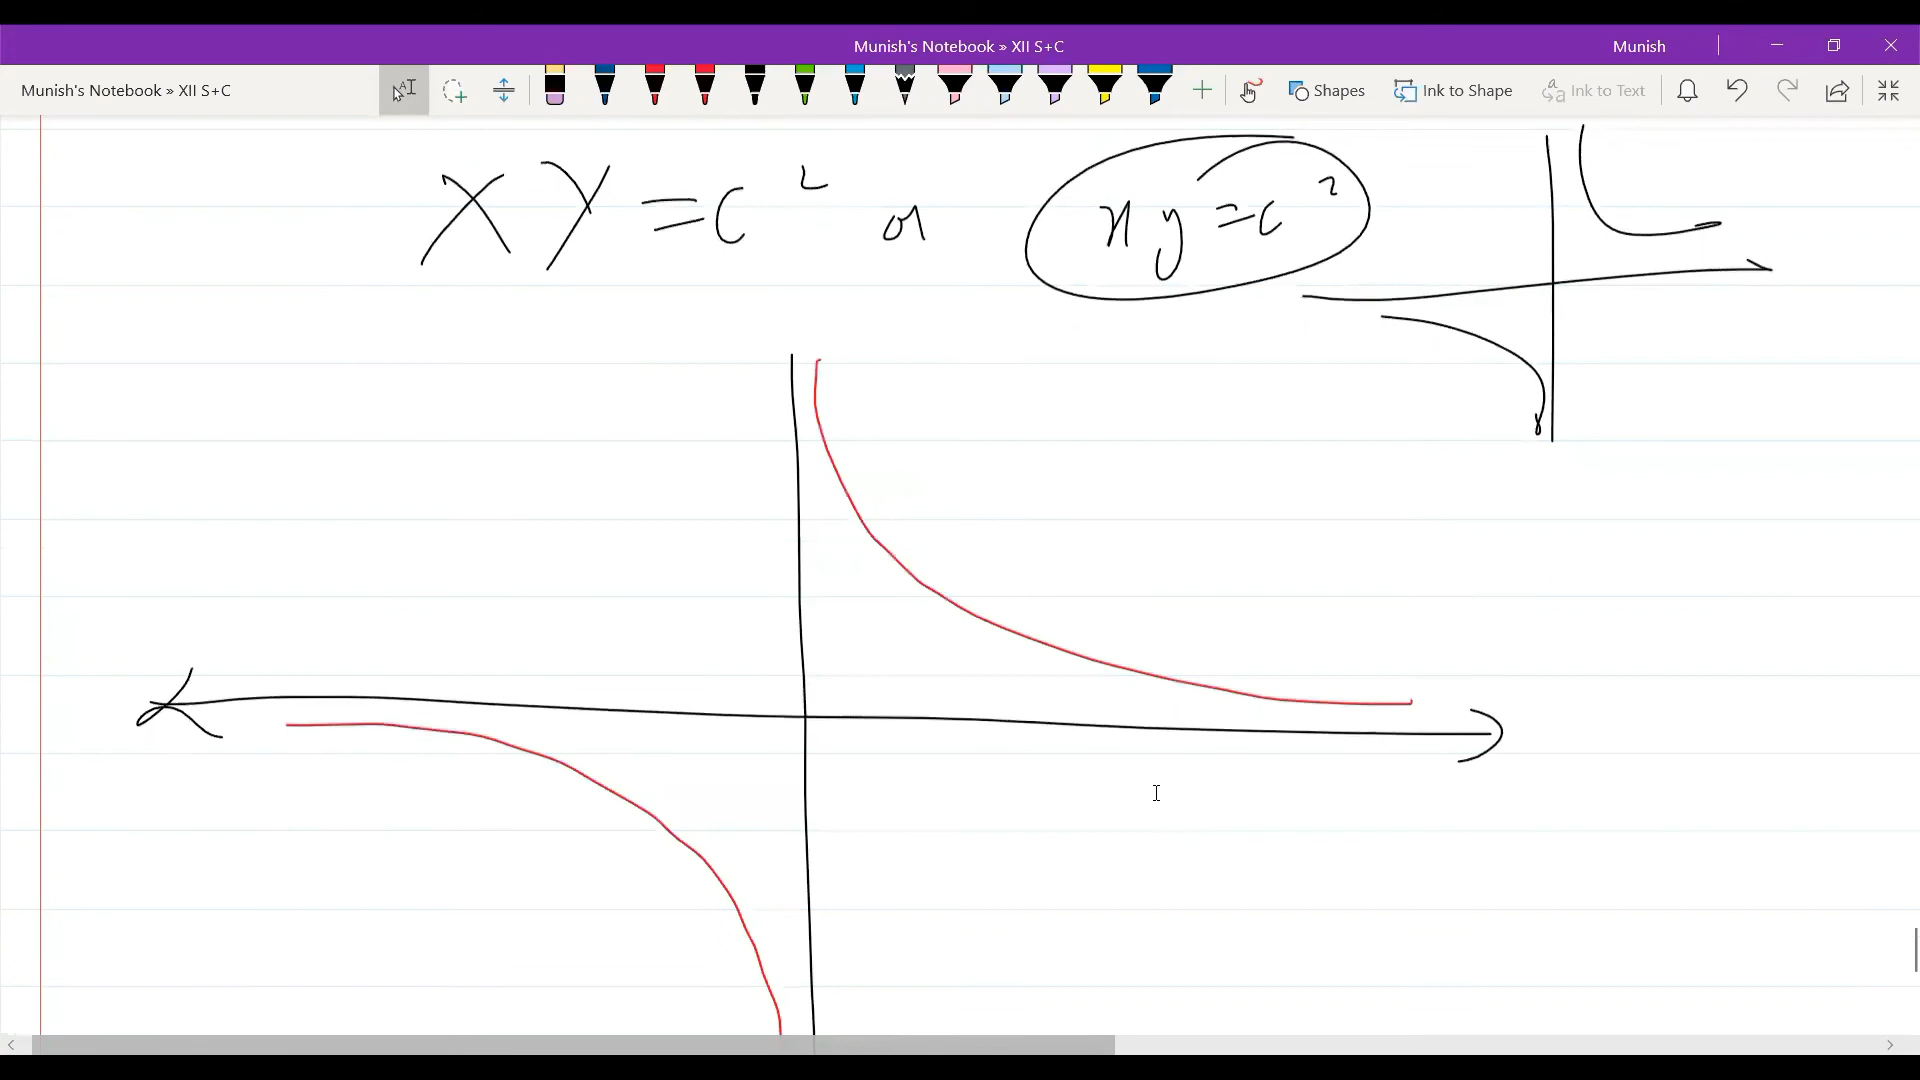 Munish's Notebook » XII S+C
Munish
Munish's Notebook » XII S+C
Shapes
Ink to Shape
Ink to Text
XY = c² or xy = c²